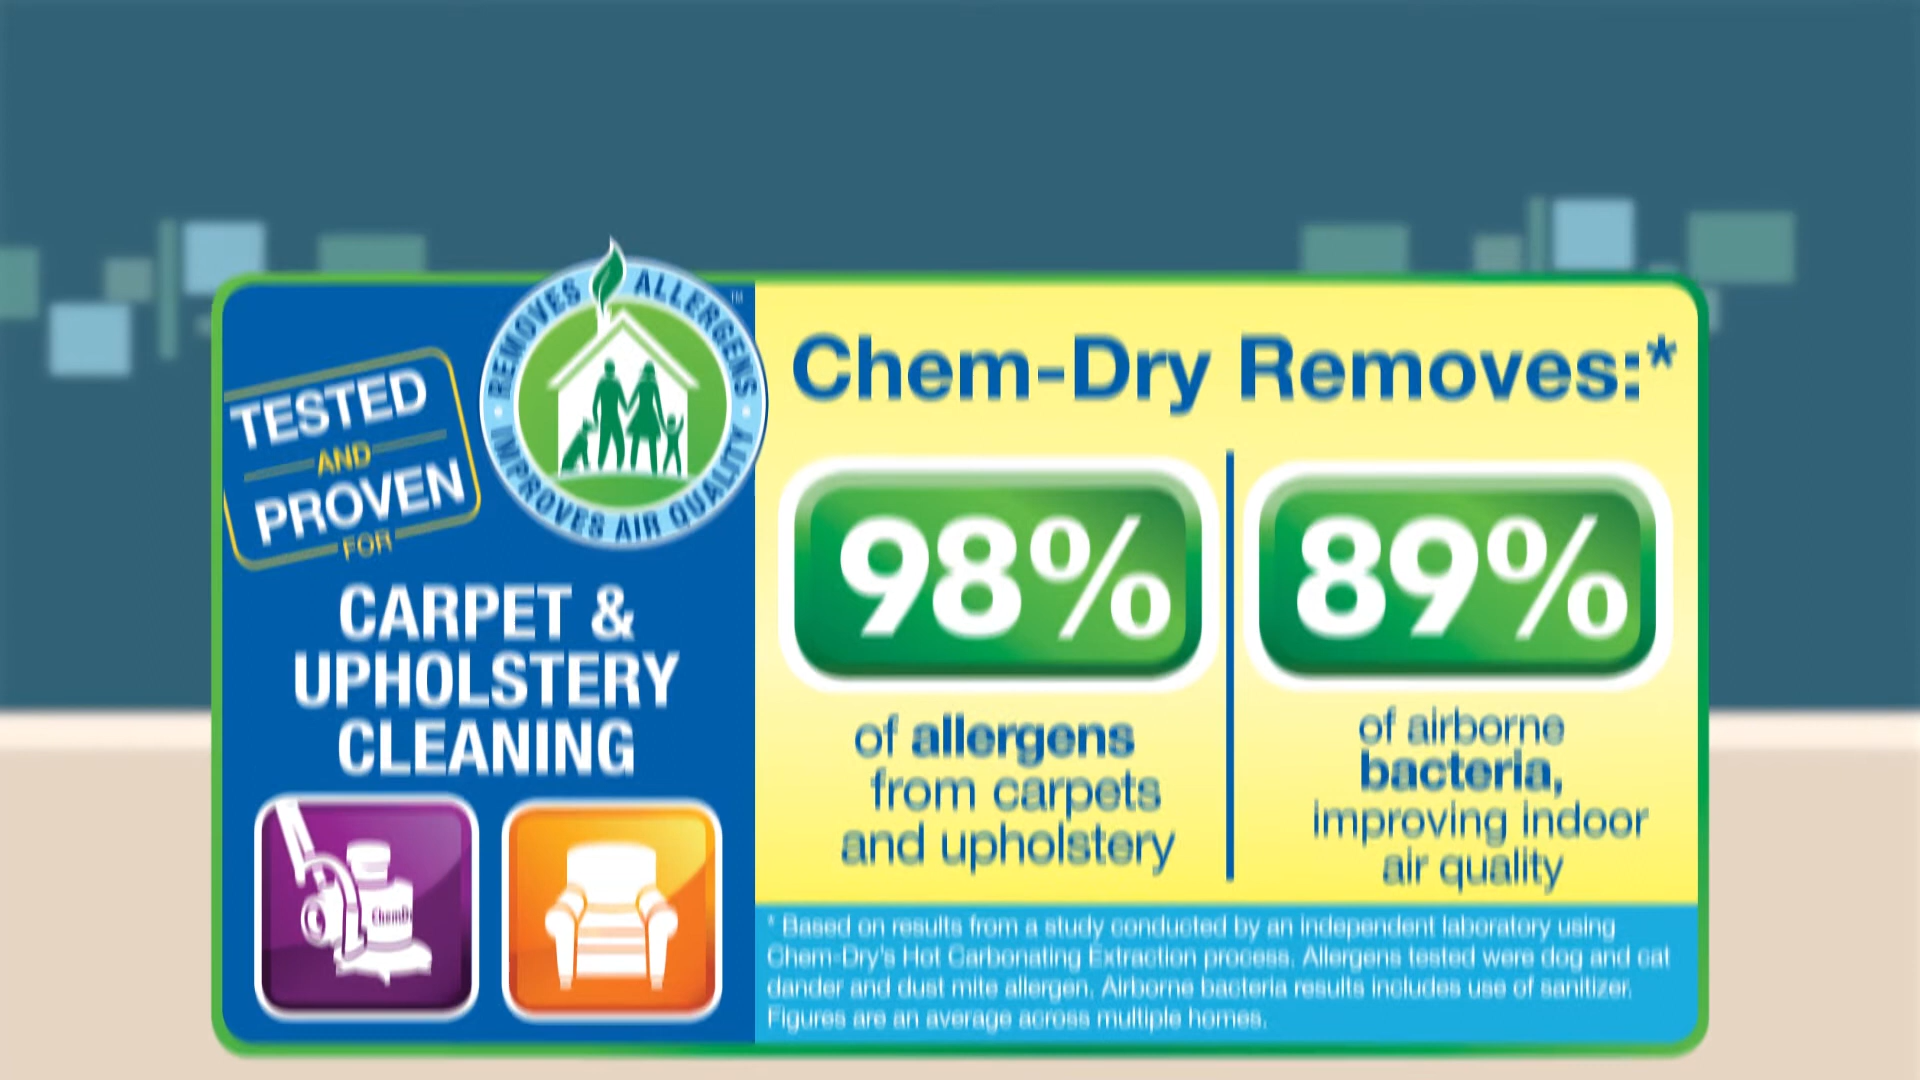 TESTED
AND
PROVEN
FOR
REMOVES ALLERGENS
IMPROVES AIR QUALITY
TM
CARPET &
UPHOLSTERY
CLEANING
ChemD
Chem-Dry Removes:*
98%
of allergens
from carpets
and upholstery
89%
of airborne
bacteria,
improving indoor
air quality
* Based on results from a study conducted by an independent laboratory using
Chem-Dry's Hot Carbonating Extraction process. Allergens tested were dog and cat
dander and dust mite allergen. Airborne bacteria results includes use of sanitizer.
Figures are an average across multiple homes.